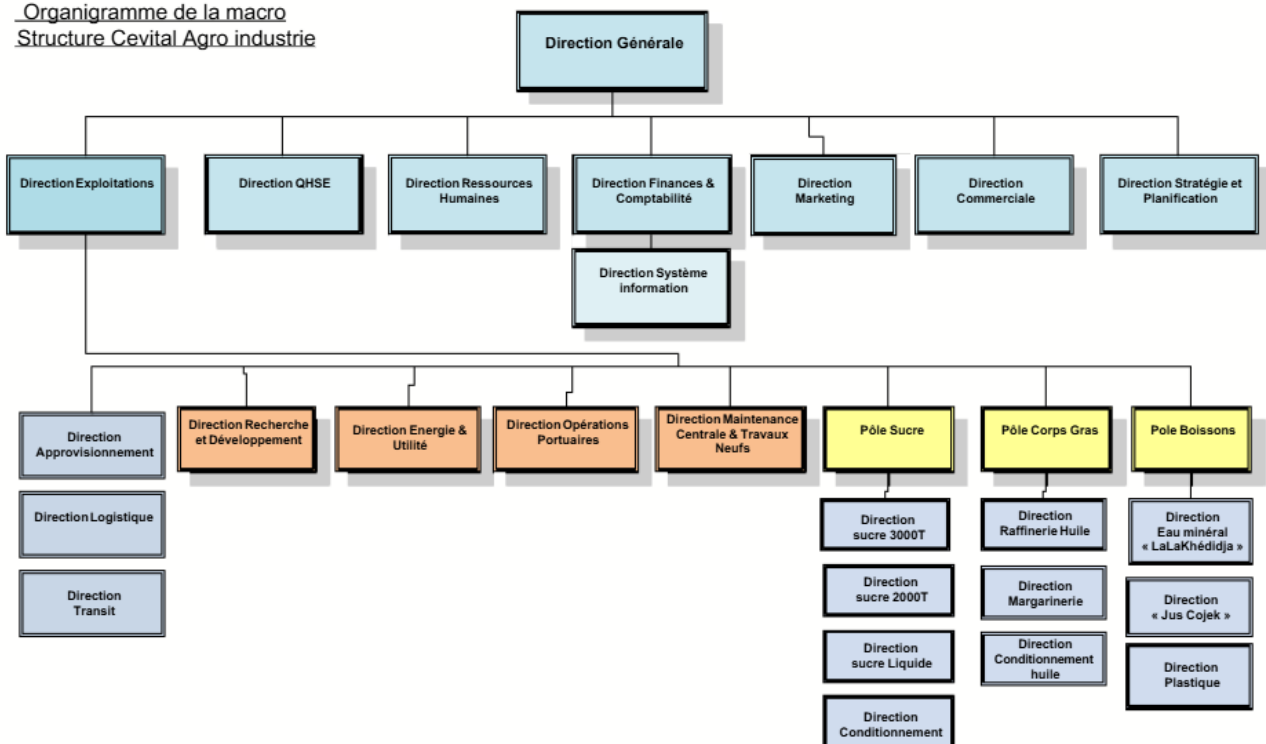 Organigramme de la macro
Structure Cevital Agro industrie
Direction Générale
Direction Exploitations
Direction QHSE
Direction Ressources
Humaines
Direction Finances &
Comptabilité
Direction
Marketing
Direction
Commerciale
Direction Stratégie et
Planification
Direction Système
information
Direction
Approvisionnement
Direction Recherche
et Développement
Direction Energie &
Utilité
Direction Opérations
Portuaires
Direction Maintenance
Centrale & Travaux
Neufs
Pôle Sucre
Pôle Corps Gras
Pole Boissons
Direction Logistique
Direction
Transit
Direction
sucre 3000T
Direction
sucre 2000T
Direction
sucre Liquide
Direction
Conditionnement
Direction
Raffinerie Huile
Direction
Margarinerie
Direction
Conditionnement
huile
Direction
Eau minéral
« LaLaKhédidja »
Direction
« Jus Cojek »
Direction
Plastique